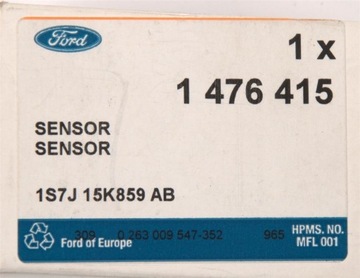 Ford
1 x
1 476 415
SENSOR
SENSOR
1S7J 15K859 AB
309 0 263 009 547-352 965
Ford of Europe
HPMS. NO.
MFL 001